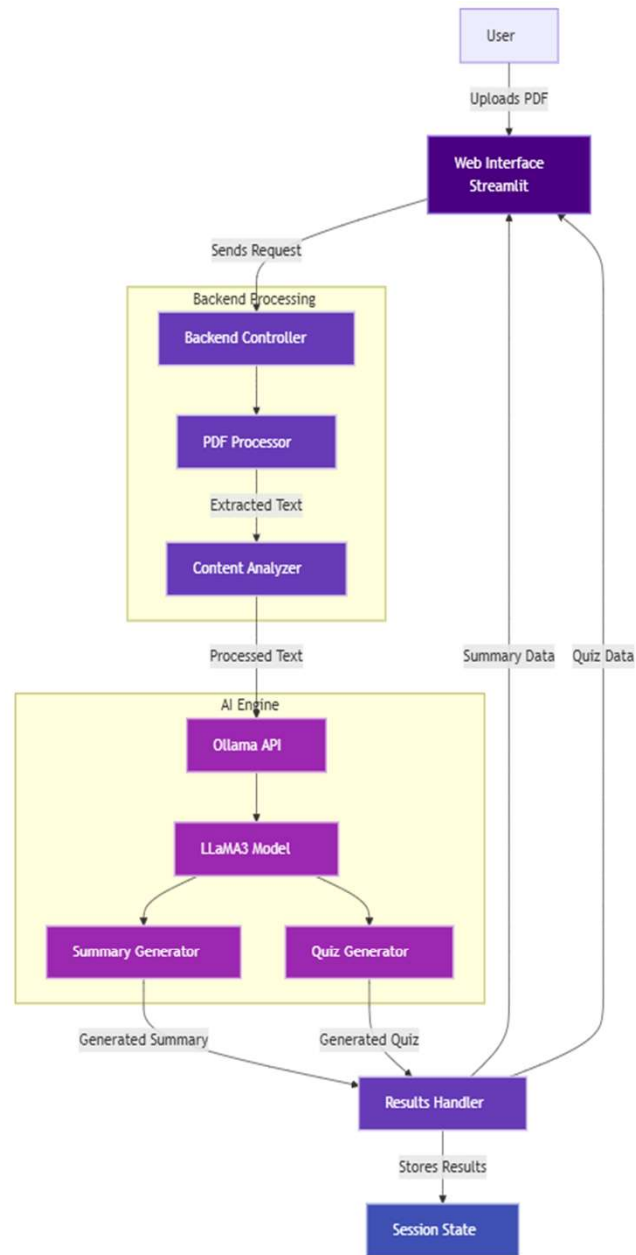 User
Uploads PDF
Web Interface
Streamlit
Sends Request
Backend Processing
Backend Controller
PDF Processor
Extracted Text
Content Analyzer
Processed Text
Summary Data
Quiz Data
AI Engine
Ollama API
LLaMA3 Model
Summary Generator
Quiz Generator
Generated Summary
Generated Quiz
Results Handler
Stores Results
Session State